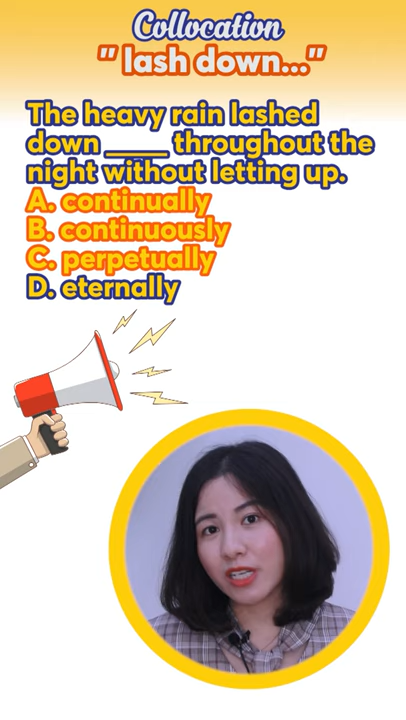 Collocation
" lash down..."
The heavy rain lashed
down ____ throughout the
night without letting up.
A. continually
B. continuously
C. perpetually
D. eternally